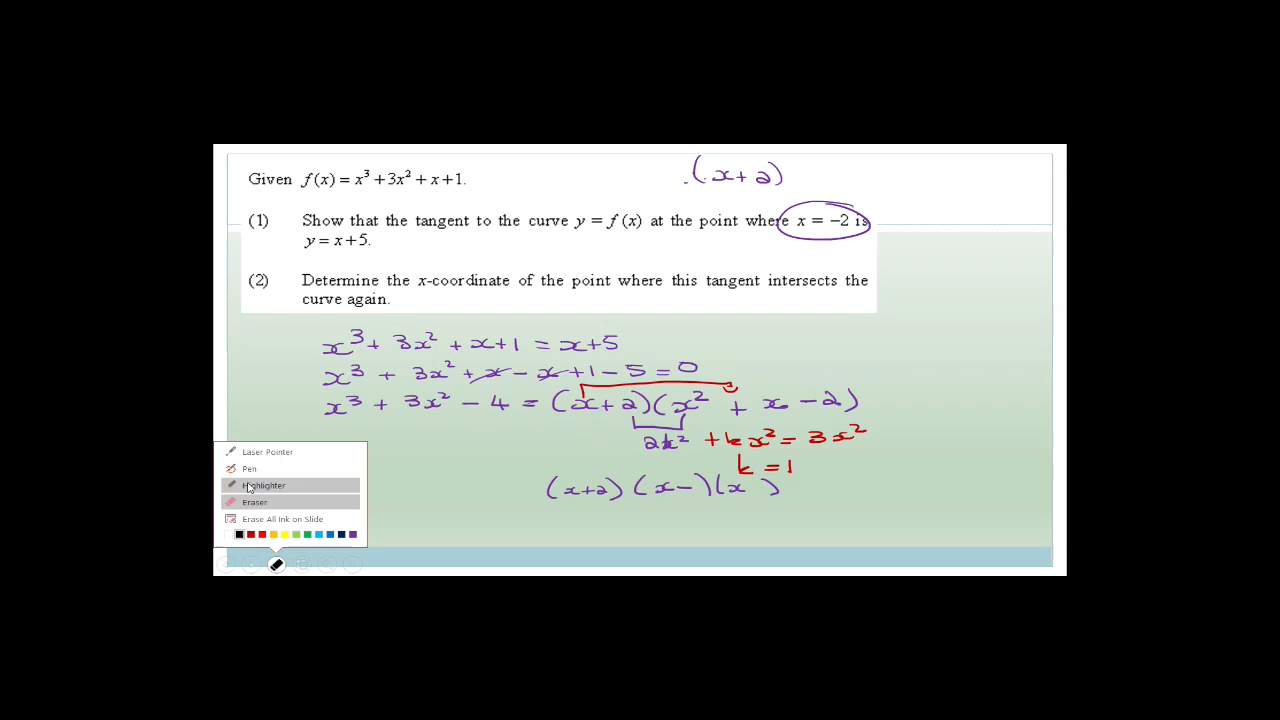 (x+2)
Given f(x) = x³ + 3x² + x + 1.
(1) Show that the tangent to the curve y = f(x) at the point where x = −2 is
y = x + 5.
(2) Determine the x-coordinate of the point where this tangent intersects the
curve again.
x³ + 3x² + x + 1 = x + 5
x³ + 3x² + x − x + 1 − 5 = 0
x³ + 3x² − 4 = (x + 2)(x² + x − 2)
2x² + kx² = 3x²
k = 1
(x+2)(x−)(x )
Laser Pointer
Pen
Highlighter
Eraser
Erase All Ink on Slide